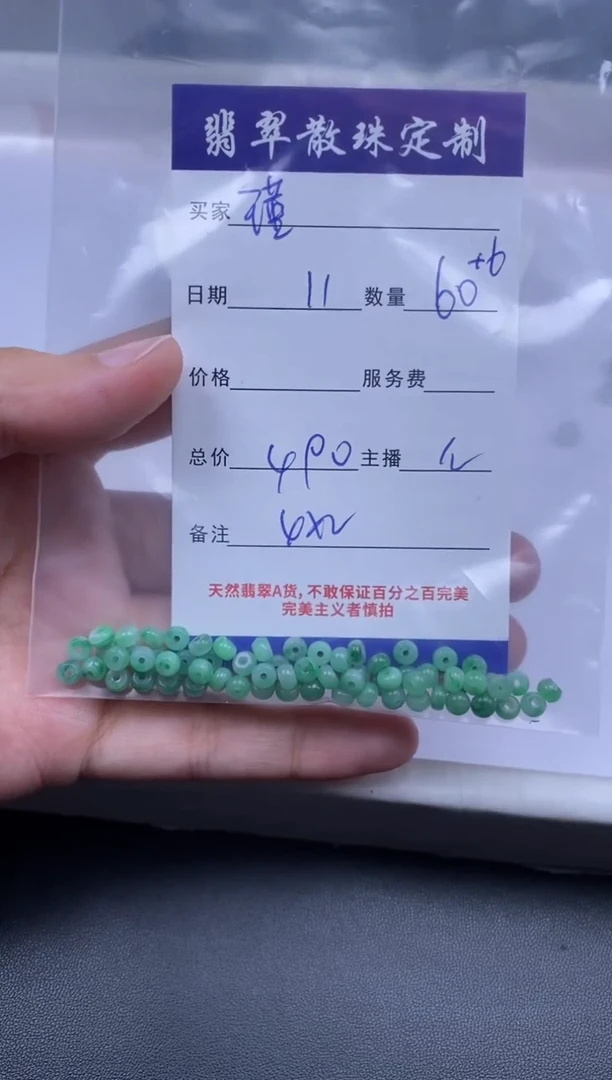 翡翠散珠定制
买家 瑾
日期 11 数量 60+6
价格 服务费
总价 480 主播
备注
天然翡翠A货，不敢保证百分之百完美
完美主义者慎拍